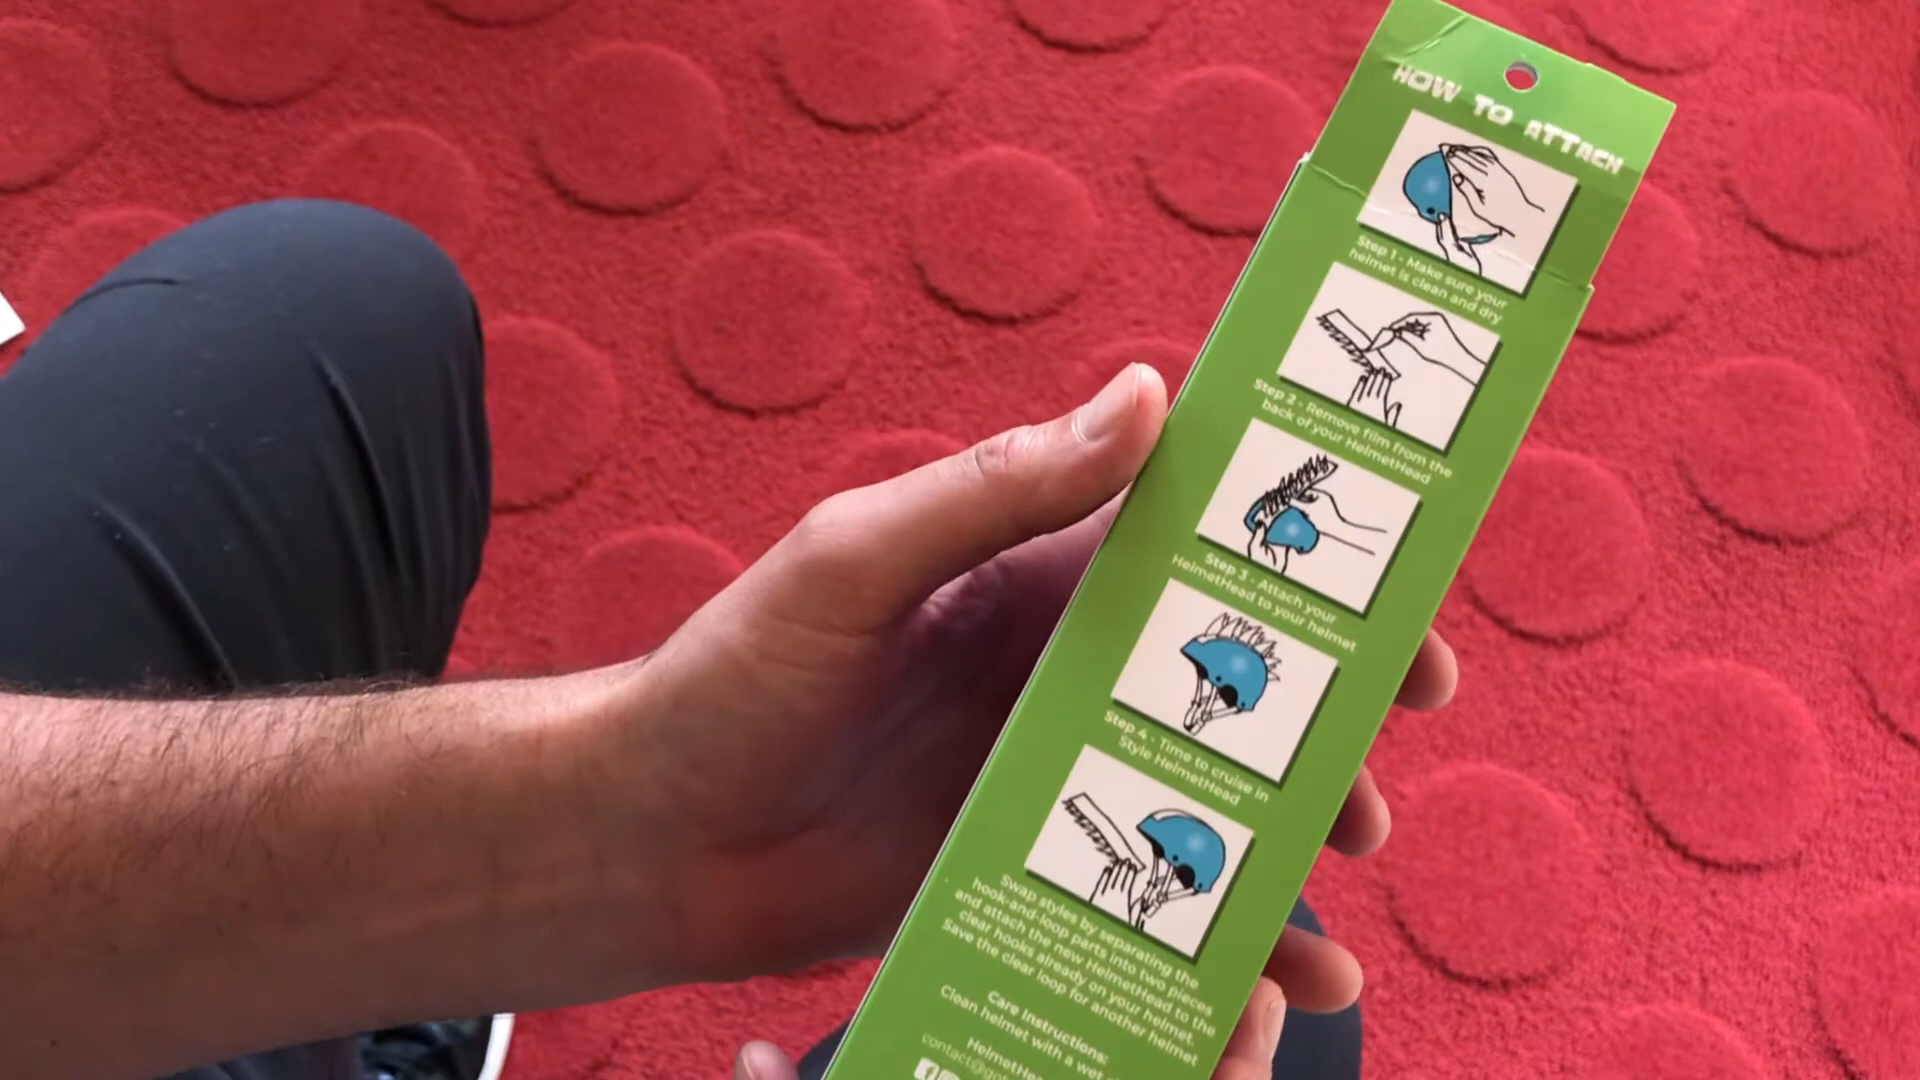 HOW TO ATTACH
Step 1 - Make sure your
helmet is clean and dry
Step 2 - Remove film from the
back of your HelmetHead
Step 3 - Attach your
HelmetHead to your helmet
Step 4 - Time to cruise in
Style HelmetHead
Swap styles by separating the
hook-and-loop parts into two pieces
and attach the new HelmetHead to the
clear hooks already on your helmet.
Save the clear loop for another helmet
Care Instructions:
Clean helmet with a wet